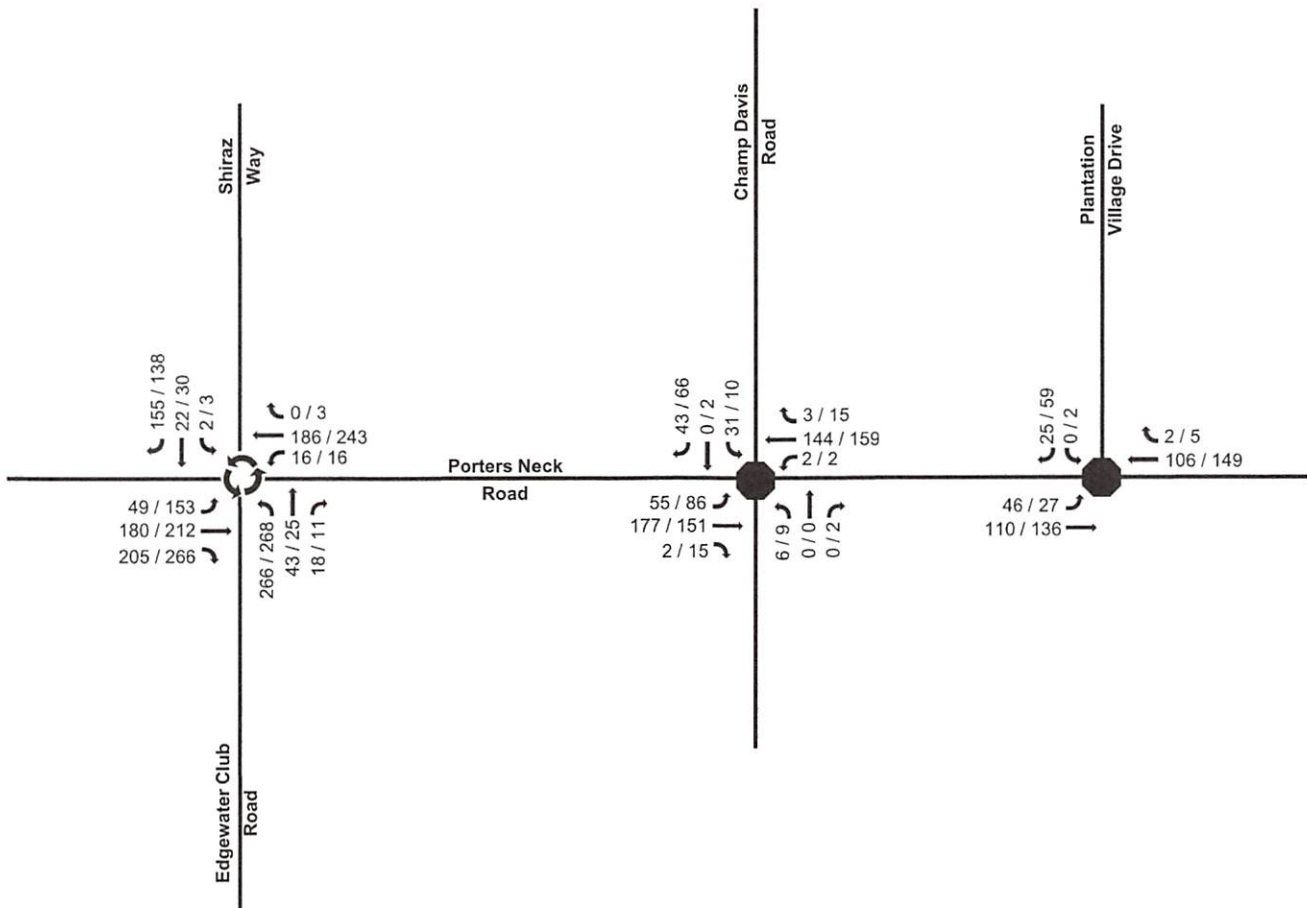 Shiraz
Way
Champ Davis
Road
Plantation
Village Drive
155 / 138
22 / 30
2 / 3
0 / 3
186 / 243
16 / 16
43 / 66
0 / 2
31 / 10
3 / 15
144 / 159
2 / 2
25 / 59
0 / 2
2 / 5
106 / 149
Porters Neck
Road
49 / 153
180 / 212
205 / 266
266 / 268
43 / 25
18 / 11
55 / 86
177 / 151
2 / 15
6 / 9
0 / 0
0 / 2
46 / 27
110 / 136
Edgewater Club
Road